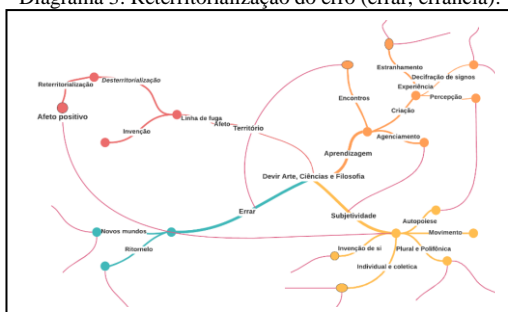 Diagrama 3: Reterritorialização do erro (errar, errância).
Estranhamento
Decifração de signos
Experiência
Percepção
Criação
Encontros
Agenciamento
Aprendizagem
Reterritorialização
Desterritorialização
Afeto positivo
Linha de fuga
Afeto
Território
Invenção
Devir Arte, Ciências e Filosofia
Errar
Subjetividade
Autopoiese
Novos mundos
Movimento
Ritornelo
Plural e Polifônica
Invenção de si
Individual e coletica